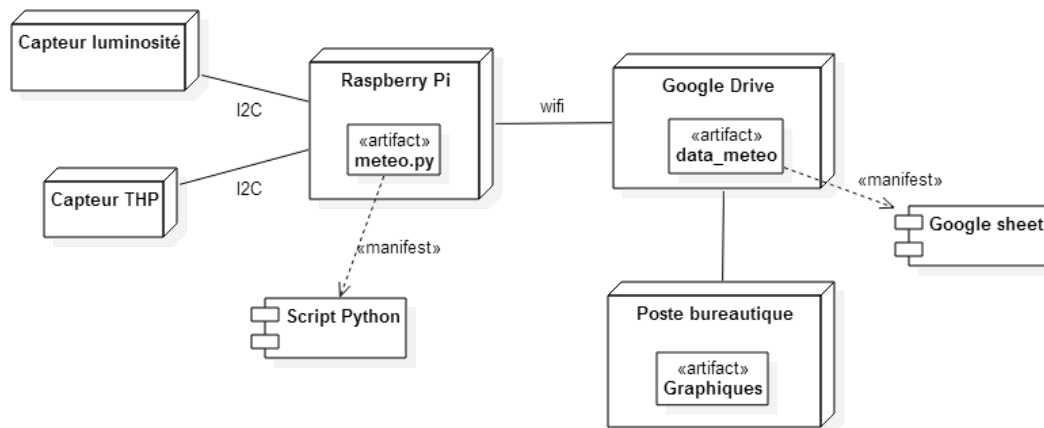 Capteur luminosité
I2C
Capteur THP
I2C
Raspberry Pi
«artifact»
meteo.py
«manifest»
Script Python
wifi
Google Drive
«artifact»
data_meteo
«manifest»
Google sheet
Poste bureautique
«artifact»
Graphiques